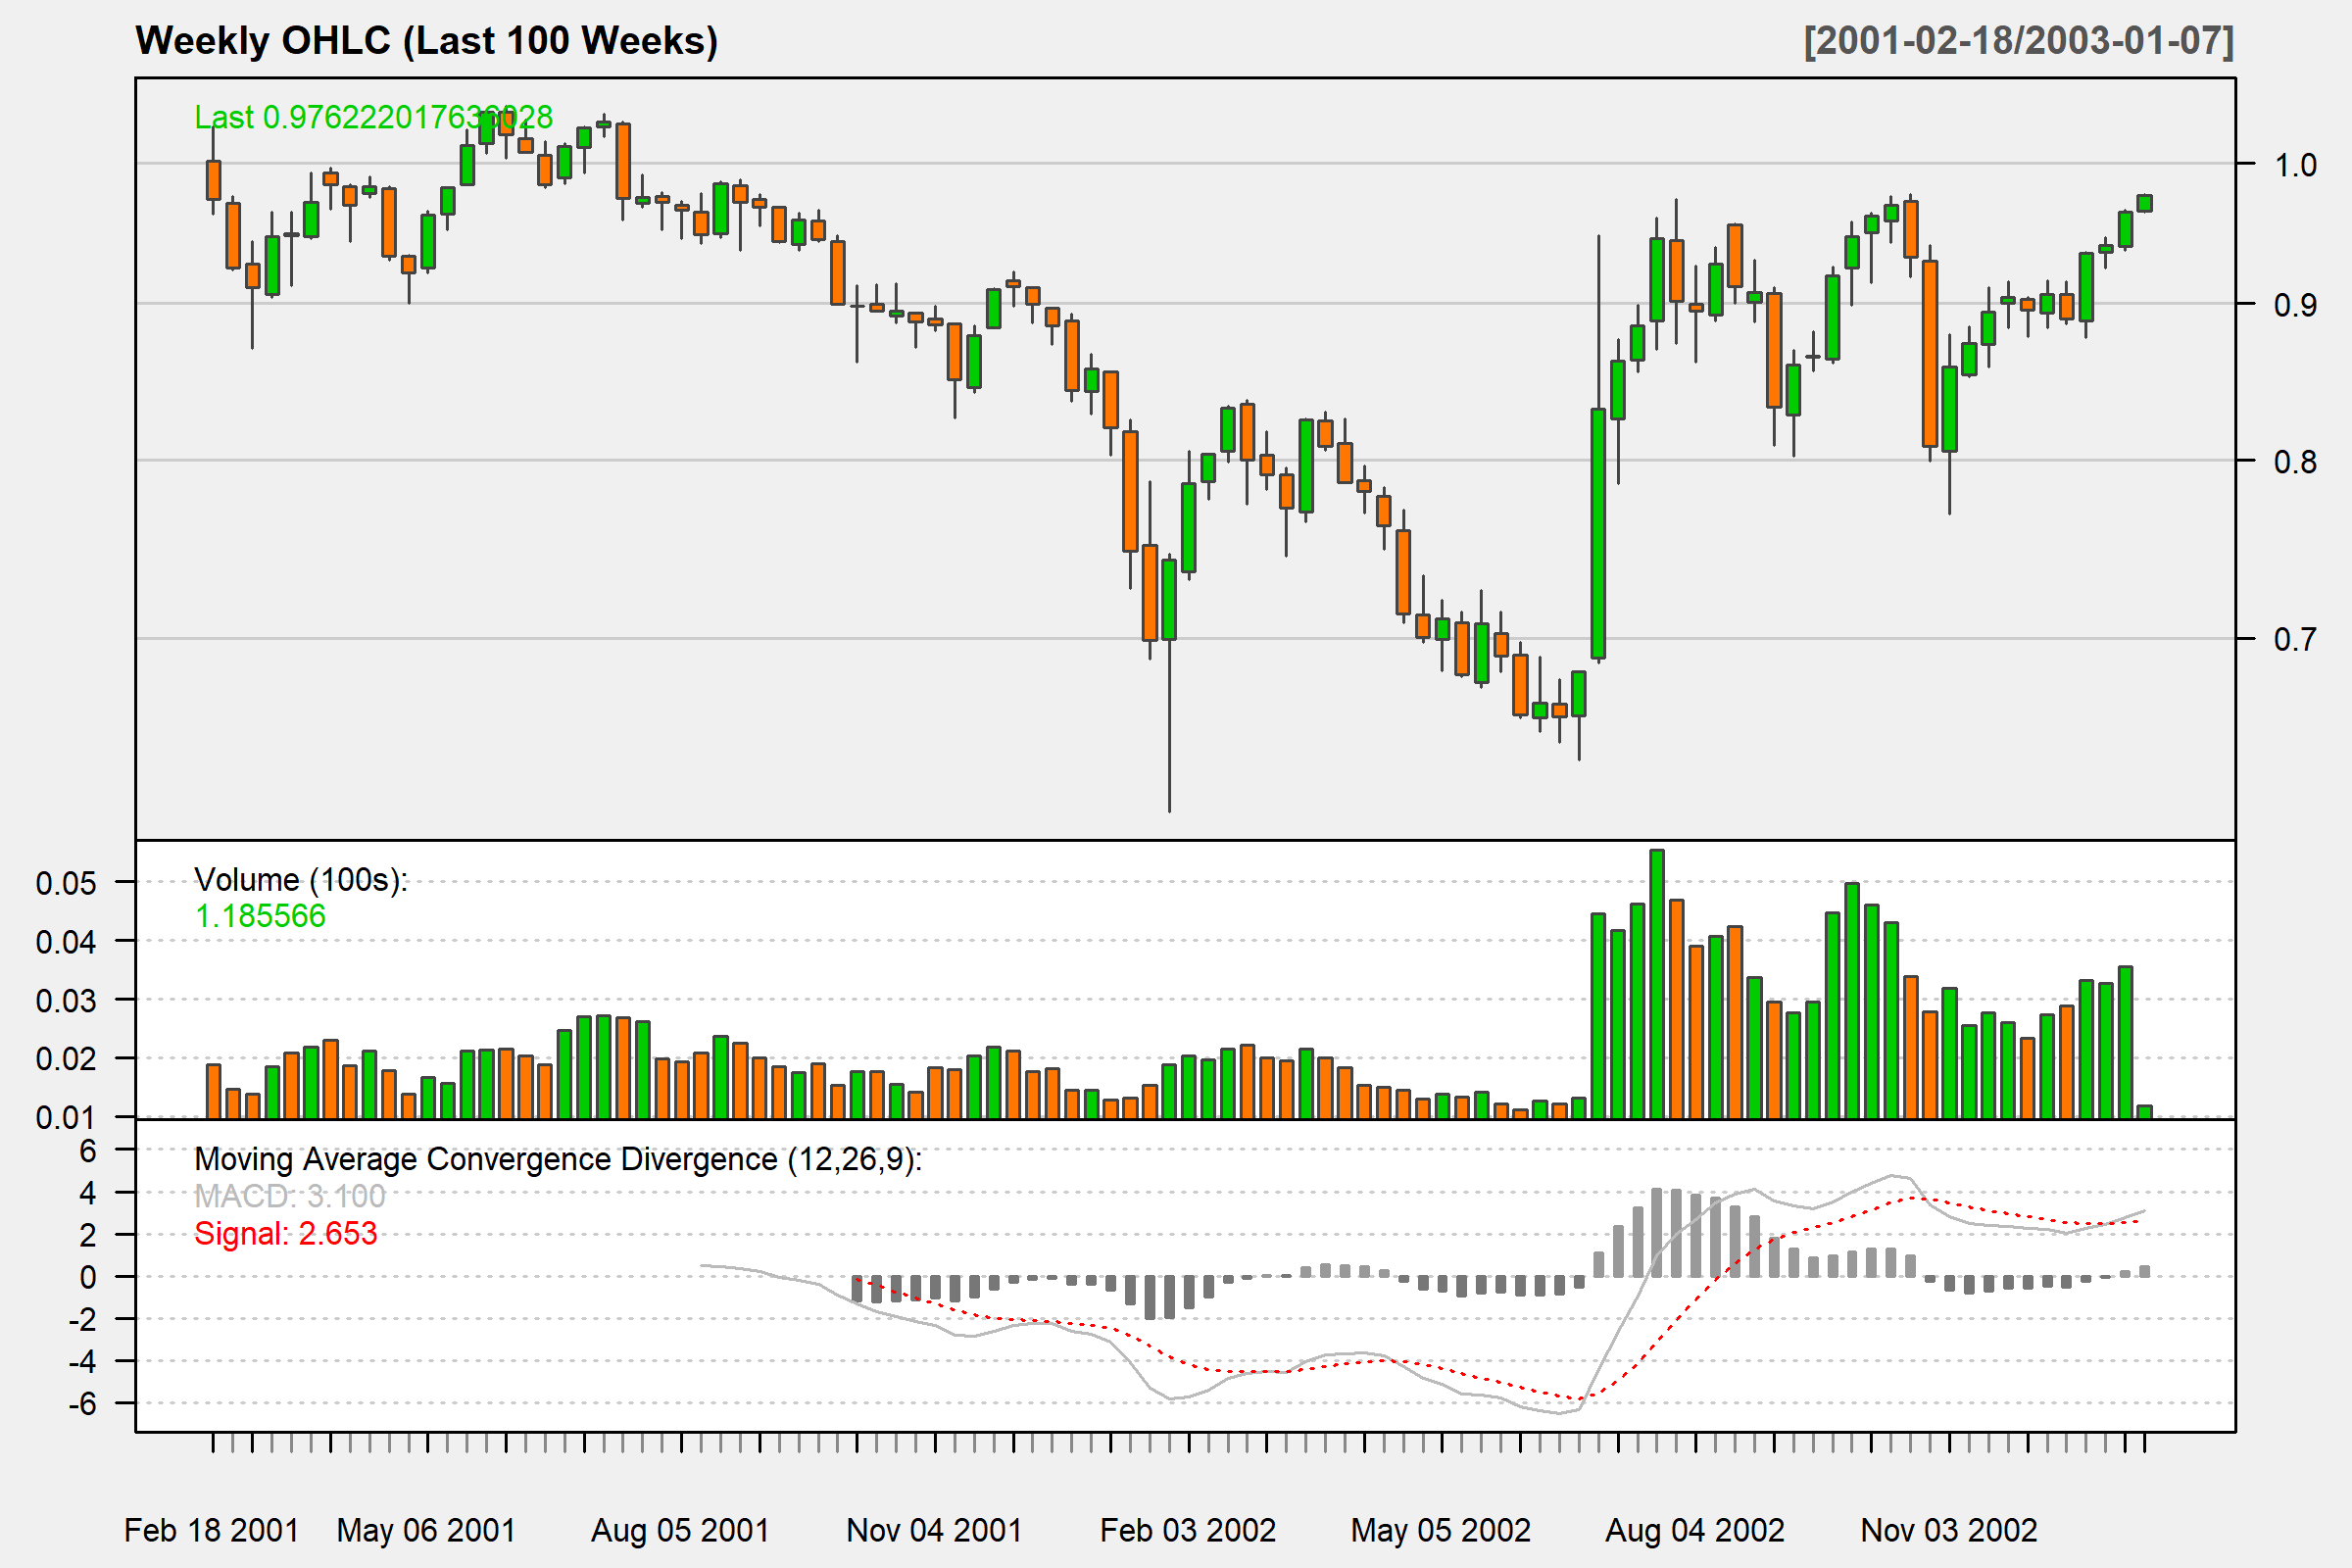 Weekly OHLC (Last 100 Weeks) [2001-02-18/2003-01-07]
Last 0.976222017636028
1.0
0.9
0.8
0.7
Volume (100s):
1.185566
0.05
0.04
0.03
0.02
0.01
Moving Average Convergence Divergence (12,26,9):
MACD: 3.100
Signal: 2.653
6
4
2
0
-2
-4
-6
Feb 18 2001 May 06 2001 Aug 05 2001 Nov 04 2001 Feb 03 2002 May 05 2002 Aug 04 2002 Nov 03 2002